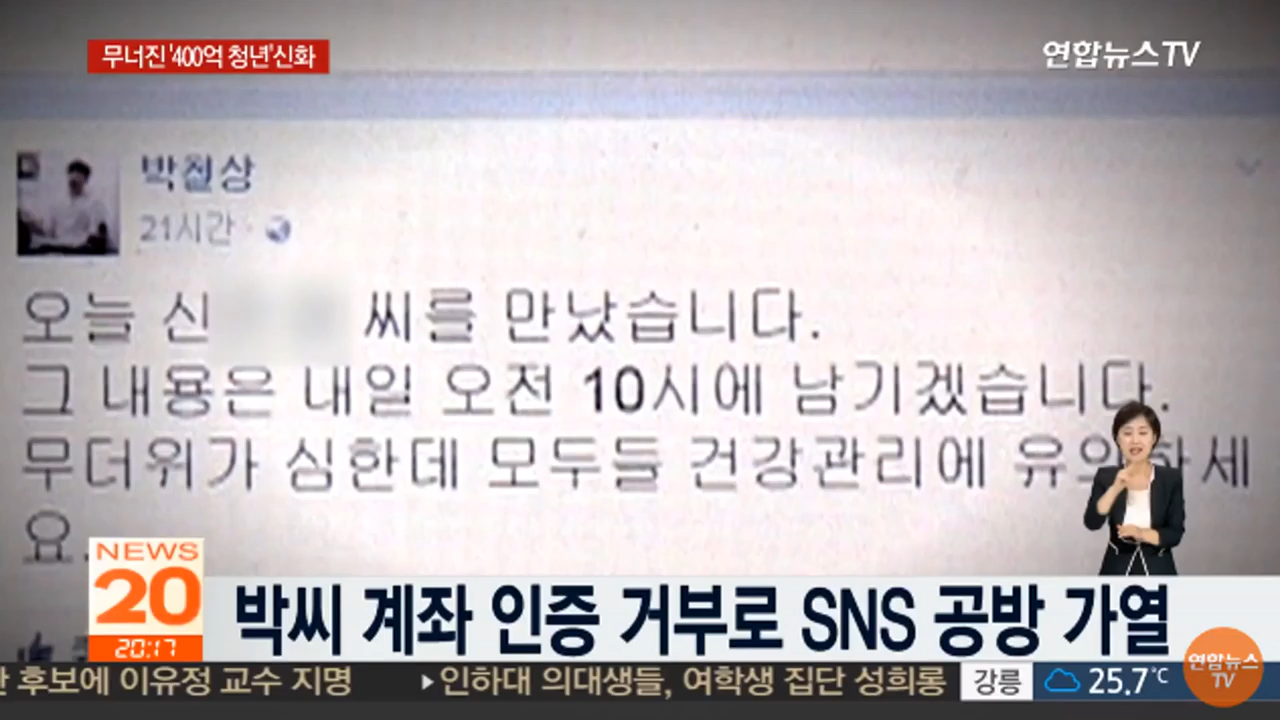 무너진 '400억 청년'신화
연합뉴스TV
박철상
21시간
오늘 신 씨를 만났습니다.
그 내용은 내일 오전 10시에 남기겠습니다.
무더위가 심한데 모두들 건강관리에 유의하세
요.
NEWS
20
20:17
박씨 계좌 인증 거부로 SNS 공방 가열
후보에 이유정 교수 지명 ▸인하대 의대생들, 여학생 집단 성희롱
강릉 25.7℃
연합뉴스
TV